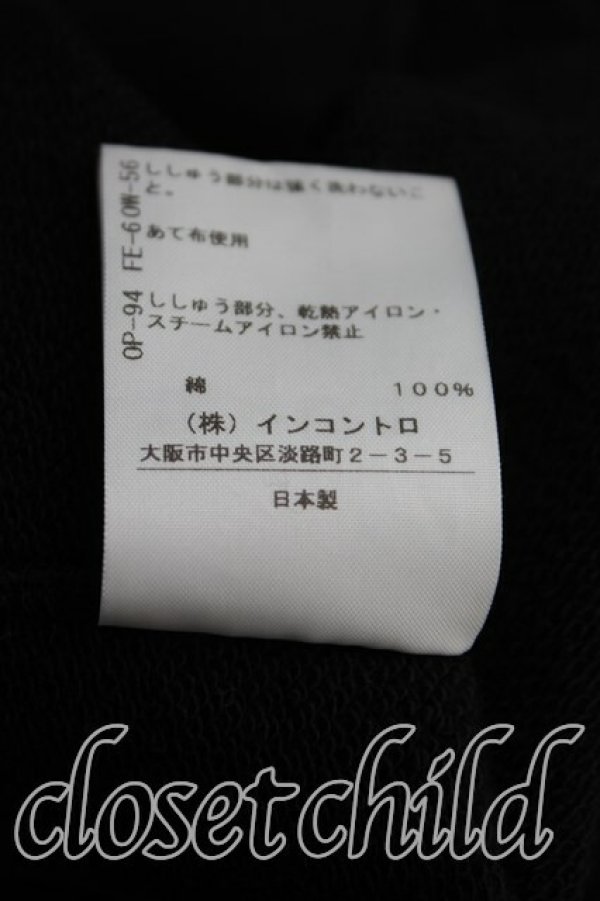 ししゅう部分は強く洗わないこ
と。
あて布使用
ししゅう部分、乾熱アイロン・
スチームアイロン禁止
綿 100%
(株)インコントロ
大阪市中央区淡路町2-3-5
日本製
OP-94 FE-60W-56
closet child